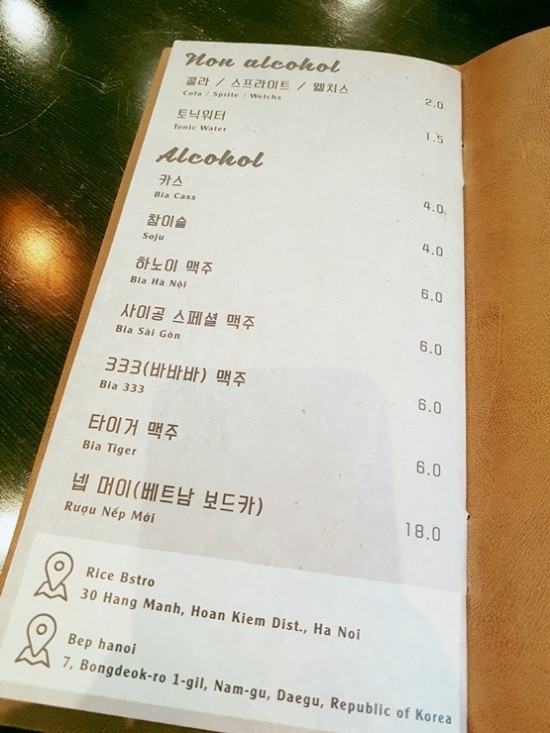 Non alcohol
콜라 / 스프라이트 / 웰치스
Cola / Sprite / Welchs
2.0
토닉워터
Tonic Water
1.5
Alcohol
카스
Bia Cass
4.0
참이슬
Soju
4.0
하노이 맥주
Bia Hà Nội
6.0
사이공 스페셜 맥주
Bia Sài Gòn
6.0
333(바바바) 맥주
Bia 333
6.0
타이거 맥주
Bia Tiger
6.0
넵 머이(베트남 보드카)
Rượu Nếp Mới
18.0
Rice Bstro
30 Hang Manh, Hoan Kiem Dist., Ha Noi
Bep hanoi
7, Bongdeok-ro 1-gil, Nam-gu, Daegu, Republic of Korea